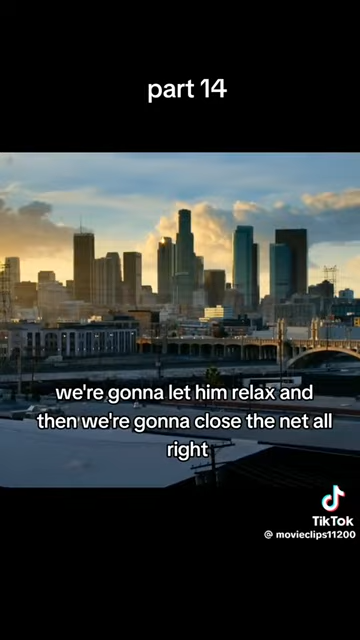 part 14
we're gonna let him relax and
then we're gonna close the net all
right
TikTok
@ movieclips11200